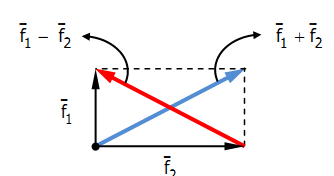 f̄₁ − f̄₂
f̄₁ + f̄₂
f̄₁
f̄₂